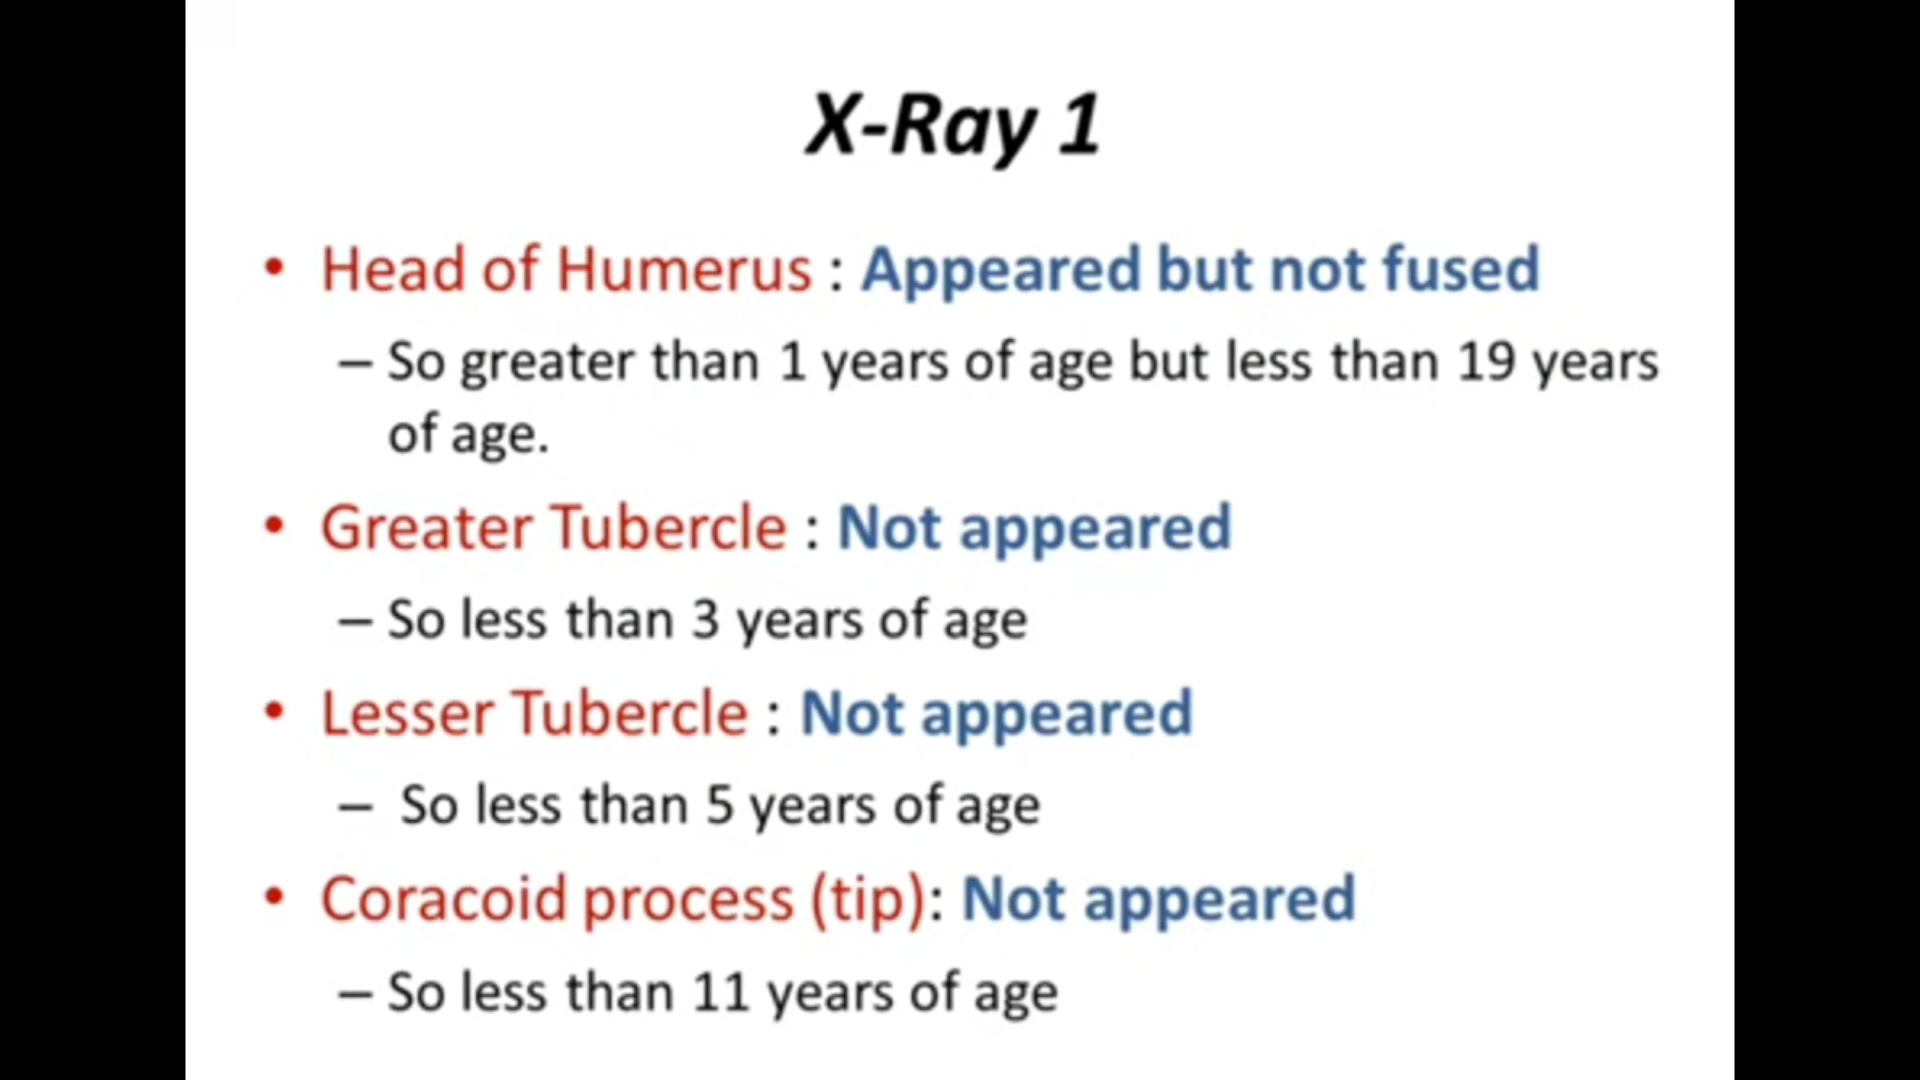 X-Ray 1
• Head of Humerus : Appeared but not fused
– So greater than 1 years of age but less than 19 years
of age.
• Greater Tubercle : Not appeared
– So less than 3 years of age
• Lesser Tubercle : Not appeared
– So less than 5 years of age
• Coracoid process (tip): Not appeared
– So less than 11 years of age